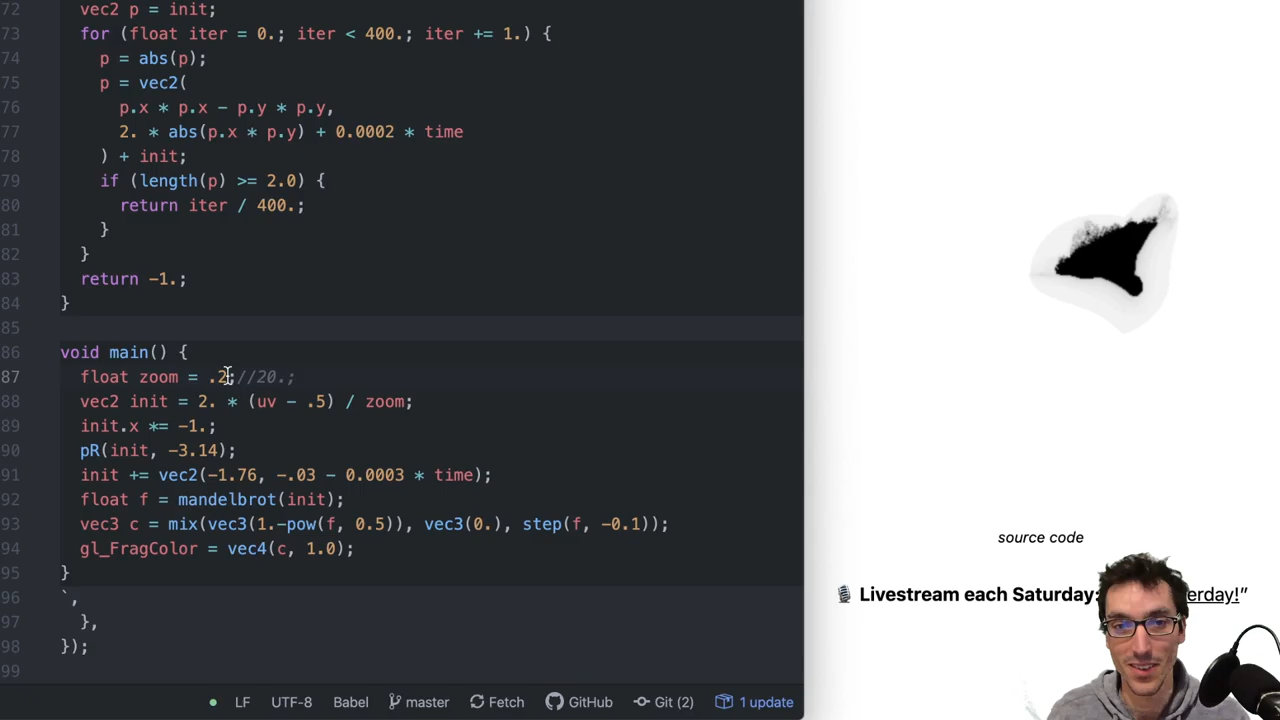 72 vec2 p = init;
73 for (float iter = 0.; iter < 400.; iter += 1.) {
74 p = abs(p);
75 p = vec2(
76 p.x * p.x - p.y * p.y,
77 2. * abs(p.x * p.y) + 0.0002 * time
78 ) + init;
79 if (length(p) >= 2.0) {
80 return iter / 400.;
81 }
82 }
83 return -1.;
84 }
85
86 void main() {
87 float zoom = .2;//20.;
88 vec2 init = 2. * (uv - .5) / zoom;
89 init.x *= -1.;
90 pR(init, -3.14);
91 init += vec2(-1.76, -.03 - 0.0003 * time);
92 float f = mandelbrot(init);
93 vec3 c = mix(vec3(1.-pow(f, 0.5)), vec3(0.), step(f, -0.1));
94 gl_FragColor = vec4(c, 1.0);
95 }
96 `,
97 },
98 });
99
LF UTF-8 Babel master Fetch GitHub Git (2) 1 update
source code
Livestream each Saturday: erday!”